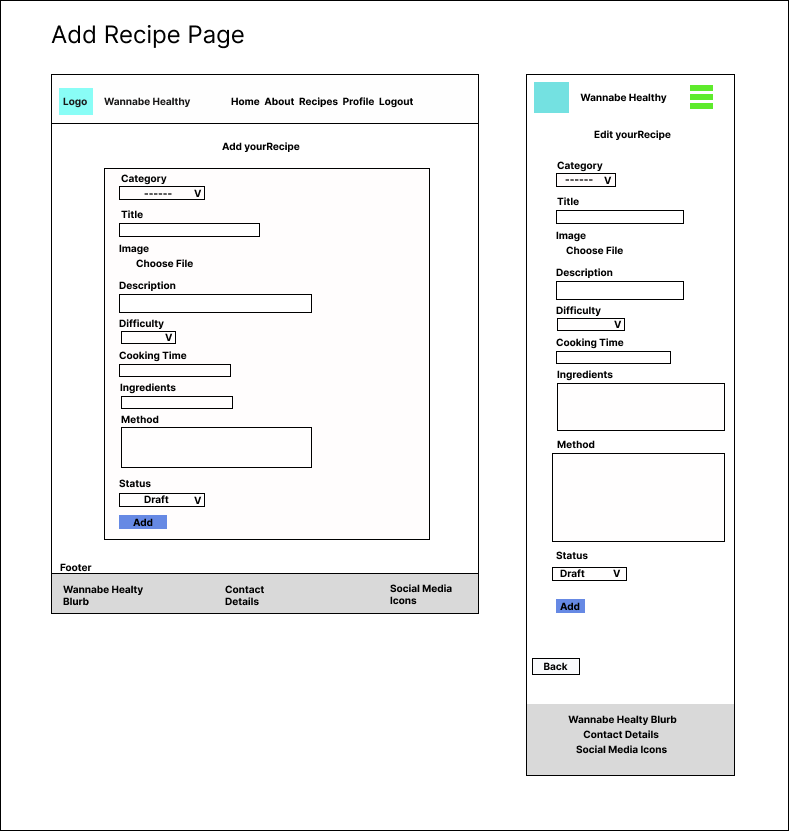 Add Recipe Page
Logo Wannabe Healthy Home About Recipes Profile Logout
Add yourRecipe
Category
------ V
Title
Image
Choose File
Description
Difficulty
V
Cooking Time
Ingredients
Method
Status
Draft V
Add
Footer
Wannabe Healty
Blurb
Contact
Details
Social Media
Icons
Wannabe Healthy
Edit yourRecipe
Category
------ V
Title
Image
Choose File
Description
Difficulty
V
Cooking Time
Ingredients
Method
Status
Draft V
Add
Back
Wannabe Healty Blurb
Contact Details
Social Media Icons